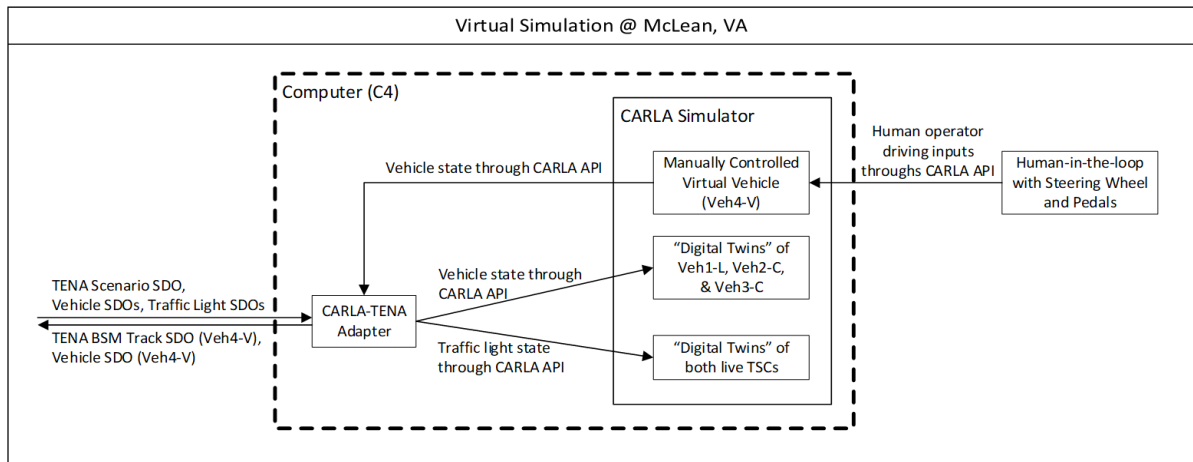 Virtual Simulation @ McLean, VA
Computer (C4)
CARLA Simulator
Human operator
driving inputs
throughs CARLA API
Human-in-the-loop
with Steering Wheel
and Pedals
Manually Controlled
Virtual Vehicle
(Veh4-V)
Vehicle state through CARLA API
“Digital Twins” of
Veh1-L, Veh2-C,
& Veh3-C
Vehicle state through
CARLA API
TENA Scenario SDO,
Vehicle SDOs, Traffic Light SDOs
CARLA-TENA
Adapter
TENA BSM Track SDO (Veh4-V),
Vehicle SDO (Veh4-V)
Traffic light state
through CARLA API
“Digital Twins” of
both live TSCs